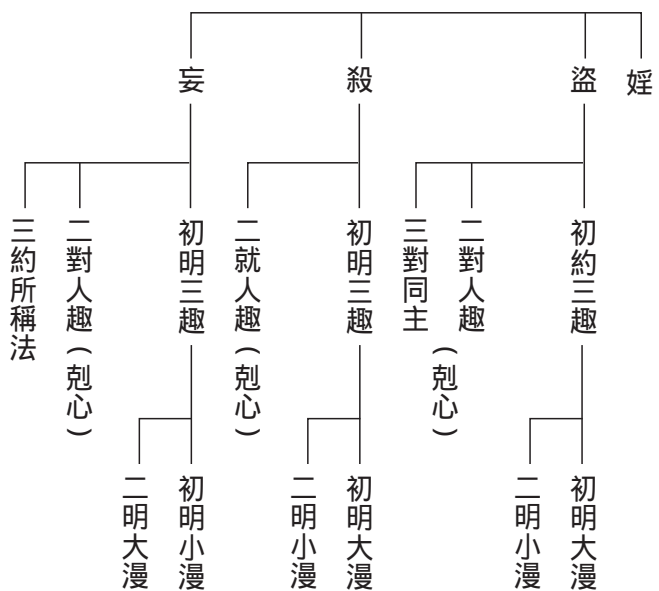 婬
盜
殺
妄
初約三趣
二對人趣
三對同主
(剋心)
初明三趣
二就人趣(剋心)
初明三趣
二對人趣(剋心)
三約所稱法
初明大漫
二明小漫
初明大漫
二明小漫
初明小漫
二明大漫